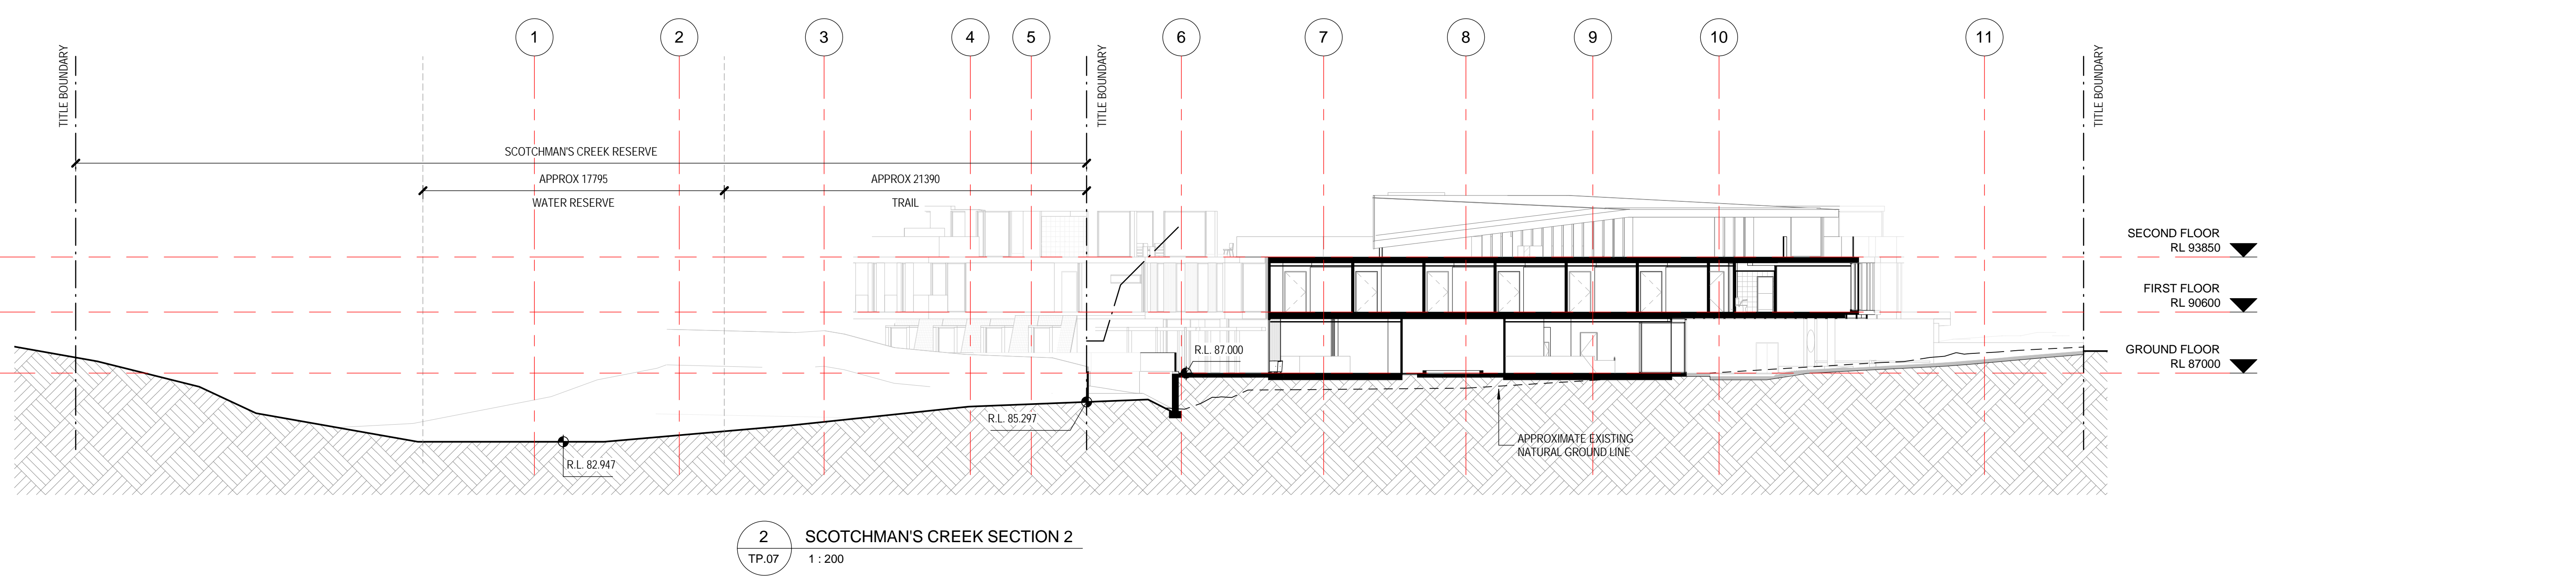 1
2
3
4
5
6
7
8
9
10
11
TITLE BOUNDARY
TITLE BOUNDARY
TITLE BOUNDARY
SCOTCHMAN'S CREEK RESERVE
APPROX 17795
WATER RESERVE
APPROX 21390
TRAIL
SECOND FLOOR
RL 93850
FIRST FLOOR
RL 90600
GROUND FLOOR
RL 87000
R.L. 87.000
R.L. 85.297
R.L. 82.947
APPROXIMATE EXISTING
NATURAL GROUND LINE
2
TP.07
SCOTCHMAN'S CREEK SECTION 2
1 : 200